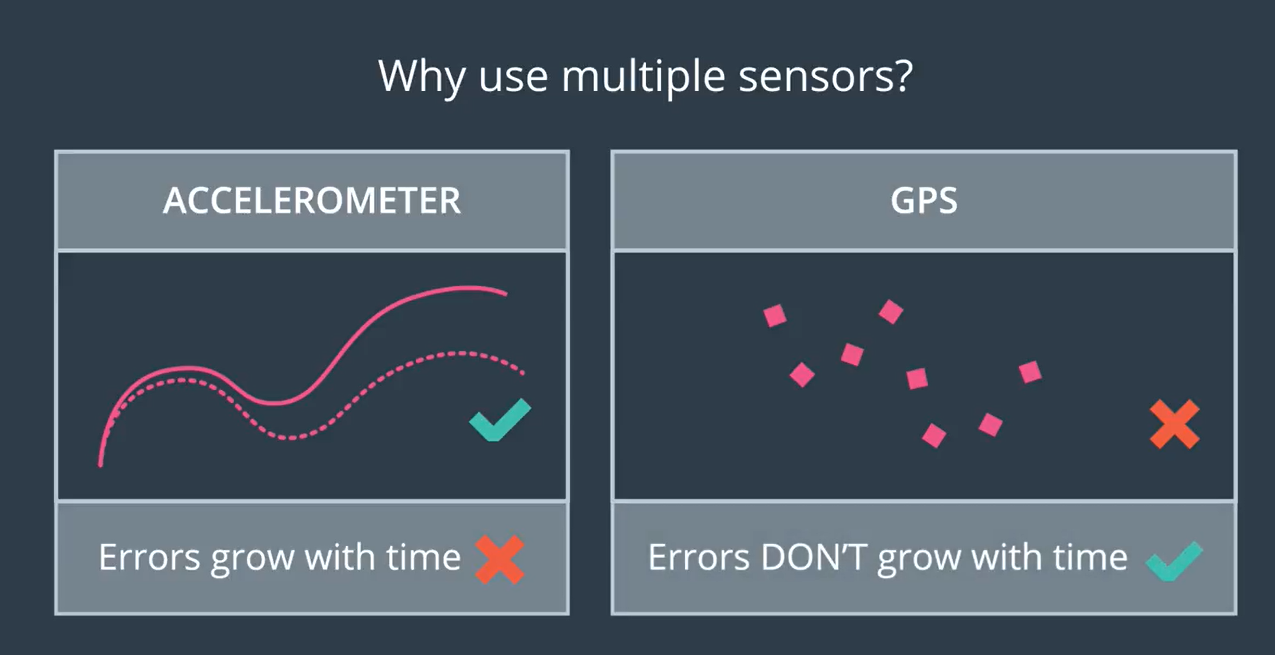 Why use multiple sensors?
ACCELEROMETER
GPS
Errors grow with time
Errors DON’T grow with time